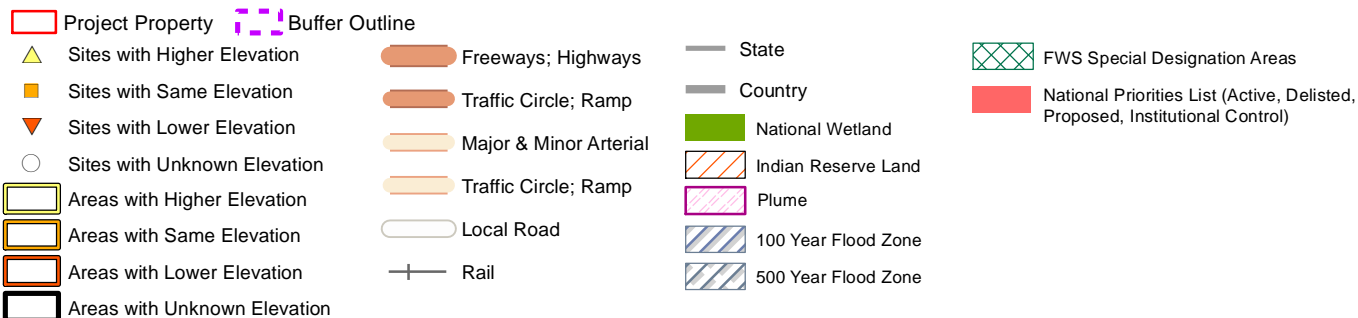 Project Property
Buffer Outline
Sites with Higher Elevation
Sites with Same Elevation
Sites with Lower Elevation
Sites with Unknown Elevation
Areas with Higher Elevation
Areas with Same Elevation
Areas with Lower Elevation
Areas with Unknown Elevation
Freeways; Highways
Traffic Circle; Ramp
Major & Minor Arterial
Traffic Circle; Ramp
Local Road
Rail
State
Country
National Wetland
Indian Reserve Land
Plume
100 Year Flood Zone
500 Year Flood Zone
FWS Special Designation Areas
National Priorities List (Active, Delisted,
Proposed, Institutional Control)